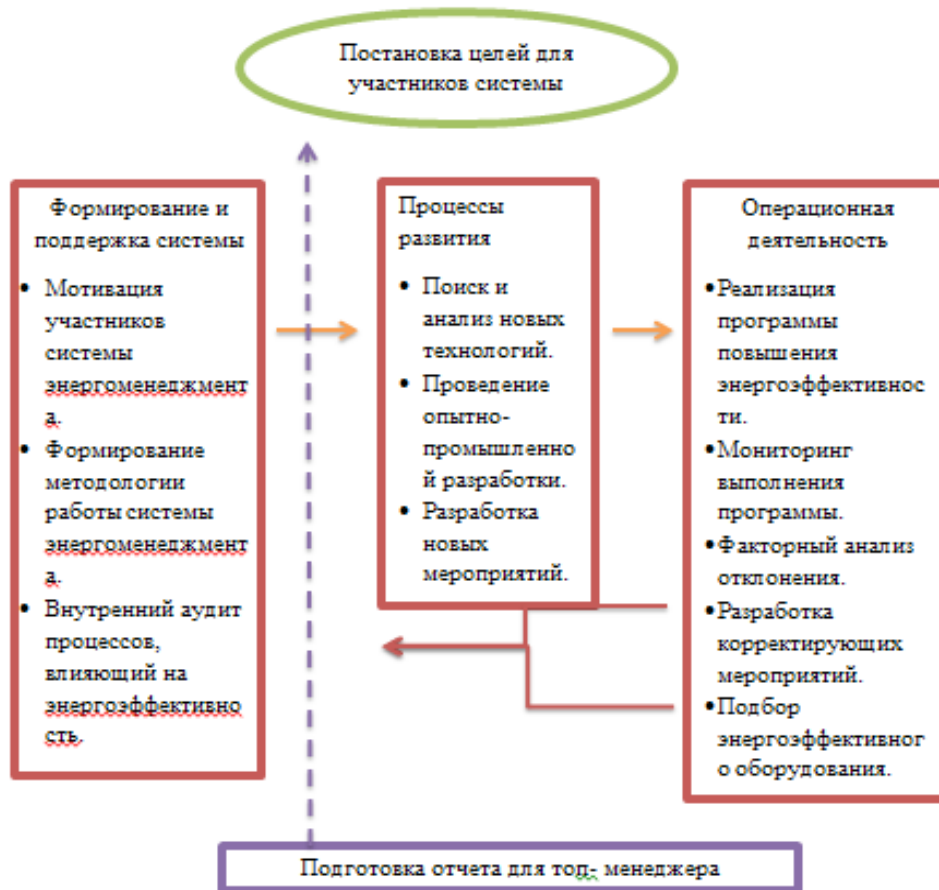 Постановка целей для
участников системы
Формирование и
поддержка системы
• Мотивация
участников
системы
энергоменеджмент
а.
• Формирование
методологии
работы системы
энергоменеджмент
а.
• Внутренний аудит
процессов,
влияющий на
энергоэффективно
сть.
Процессы
развития
• Поиск и
анализ новых
технологий.
• Проведение
опытно-
промышленно
й разработки.
• Разработка
новых
мероприятий.
Операционная
деятельность
•Реализация
программы
повышения
энергоэффективнос
ти.
•Мониторинг
выполнения
программы.
•Факторный анализ
отклонения.
•Разработка
корректирующих
мероприятий.
•Подбор
энергоэффективног
о оборудования.
Подготовка отчета для топ- менеджера